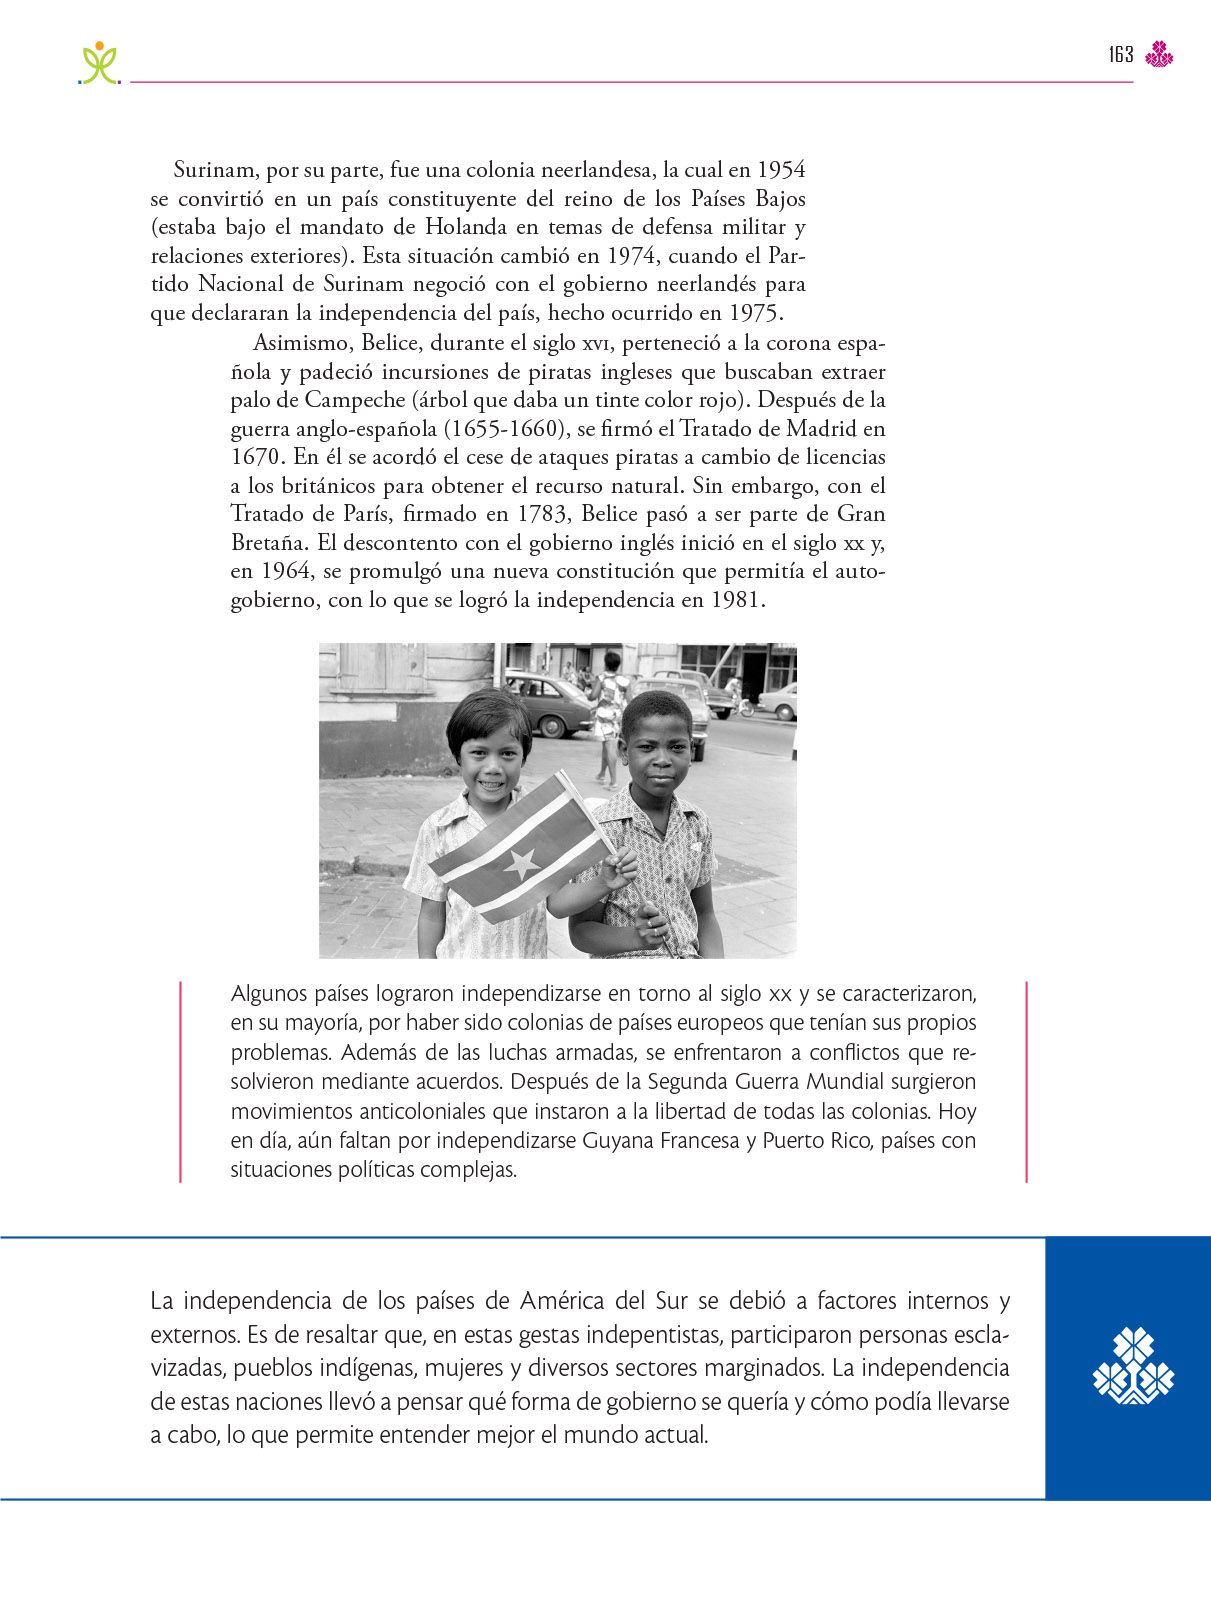 163
Surinam, por su parte, fue una colonia neerlandesa, la cual en 1954
se convirtió en un país constituyente del reino de los Países Bajos
(estaba bajo el mandato de Holanda en temas de defensa militar y
relaciones exteriores). Esta situación cambió en 1974, cuando el Par-
tido Nacional de Surinam negoció con el gobierno neerlandés para
que declararan la independencia del país, hecho ocurrido en 1975.
Asimismo, Belice, durante el siglo XVI, perteneció a la corona espa-
ñola y padeció incursiones de piratas ingleses que buscaban extraer
palo de Campeche (árbol que daba un tinte color rojo). Después de la
guerra anglo-española (1655-1660), se firmó el Tratado de Madrid en
1670. En él se acordó el cese de ataques piratas a cambio de licencias
a los británicos para obtener el recurso natural. Sin embargo, con el
Tratado de París, firmado en 1783, Belice pasó a ser parte de Gran
Bretaña. El descontento con el gobierno inglés inició en el siglo XX y,
en 1964, se promulgó una nueva constitución que permitía el auto-
gobierno, con lo que se logró la independencia en 1981.
Algunos países lograron independizarse en torno al siglo XX y se caracterizaron,
en su mayoría, por haber sido colonias de países europeos que tenían sus propios
problemas. Además de las luchas armadas, se enfrentaron a conflictos que re-
solvieron mediante acuerdos. Después de la Segunda Guerra Mundial surgieron
movimientos anticoloniales que instaron a la libertad de todas las colonias. Hoy
en día, aún faltan por independizarse Guyana Francesa y Puerto Rico, países con
situaciones políticas complejas.
La independencia de los países de América del Sur se debió a factores internos y
externos. Es de resaltar que, en estas gestas indepentistas, participaron personas escla-
vizadas, pueblos indígenas, mujeres y diversos sectores marginados. La independencia
de estas naciones llevó a pensar qué forma de gobierno se quería y cómo podía llevarse
a cabo, lo que permite entender mejor el mundo actual.